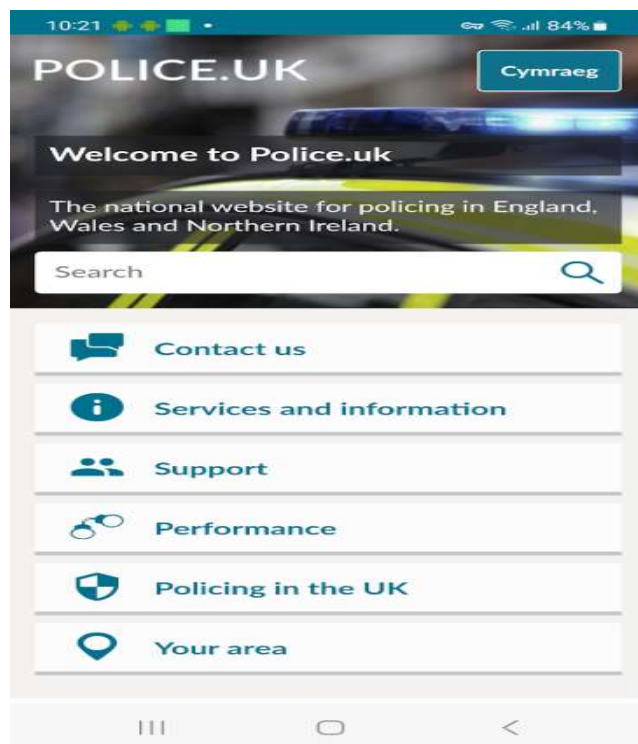 10:21 84%
POLICE.UK
Cymraeg
Welcome to Police.uk
The national website for policing in England,
Wales and Northern Ireland.
Search
Contact us
Services and information
Support
Performance
Policing in the UK
Your area